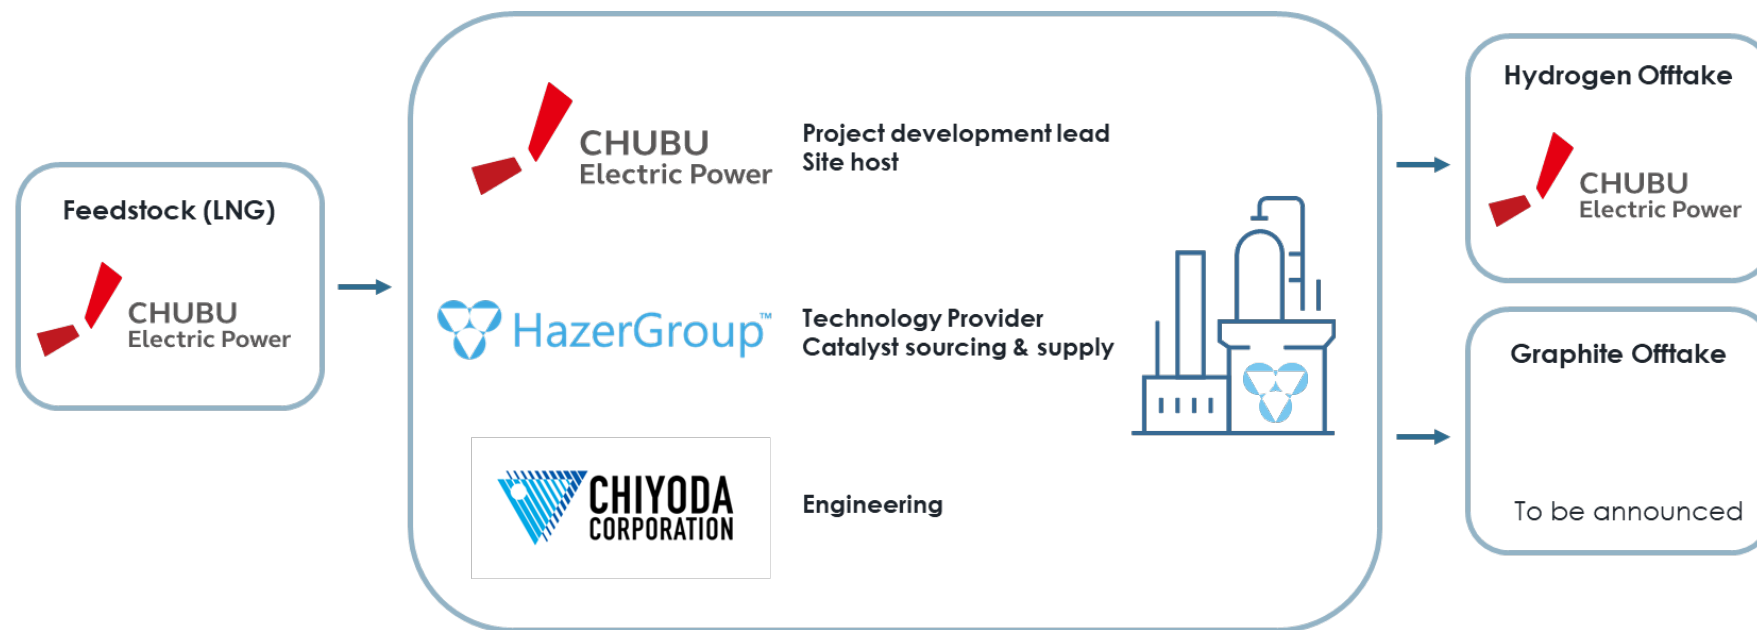 Feedstock (LNG)
CHUBU
Electric Power
CHUBU
Electric Power
Project development lead
Site host
HazerGroup™
Technology Provider
Catalyst sourcing & supply
CHIYODA
CORPORATION
Engineering
Hydrogen Offtake
CHUBU
Electric Power
Graphite Offtake
To be announced